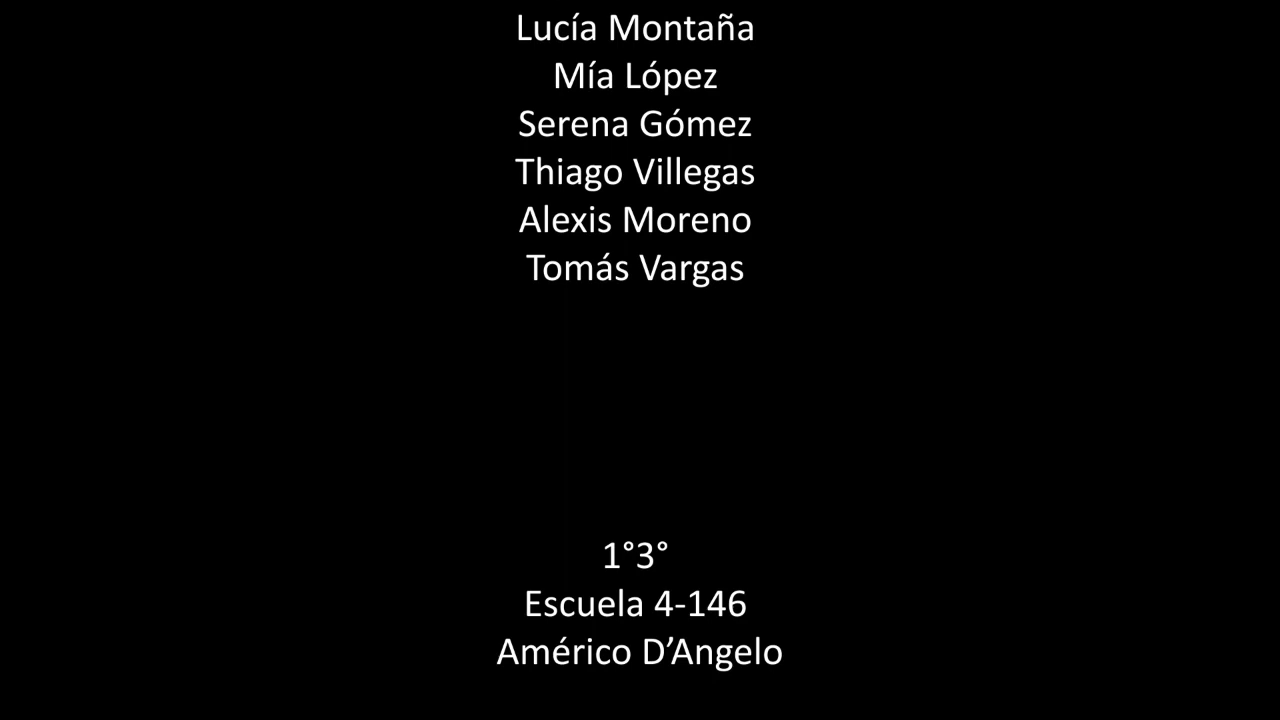 Lucía Montaña
Mía López
Serena Gómez
Thiago Villegas
Alexis Moreno
Tomás Vargas
1°3°
Escuela 4-146
Américo D’Angelo